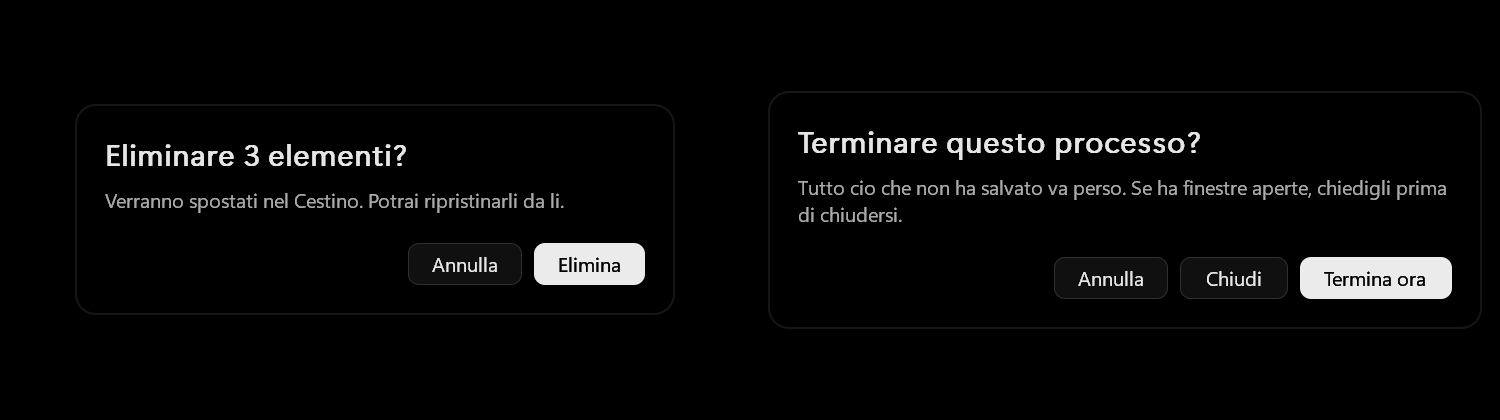 Eliminare 3 elementi?
Verranno spostati nel Cestino. Potrai ripristinarli da li.
Annulla
Elimina
Terminare questo processo?
Tutto cio che non ha salvato va perso. Se ha finestre aperte, chiedigli prima
di chiudersi.
Annulla
Chiudi
Termina ora